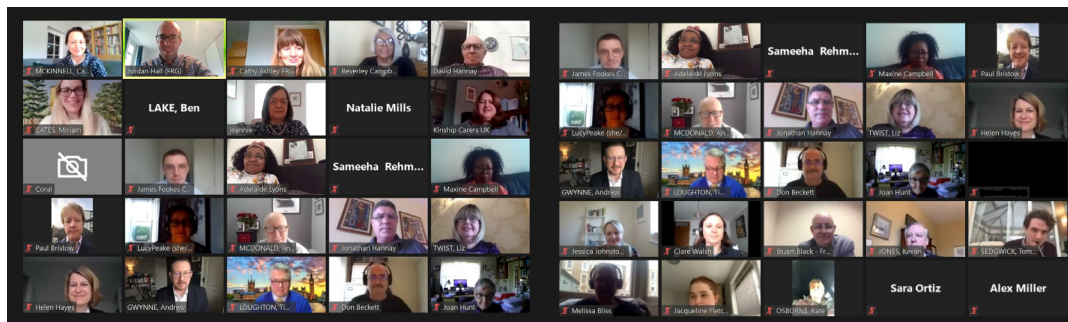 MCKINNELL, Ca...
Jordan Hall (FRG)
Cathy Ashley FRG
Beverley Campb...
David Hannay
CATES, Miriam
LAKE, Ben
jeannie
Natalie Mills
Kinship Carers UK
Coral
James Fookes C...
Adelaide Lyons
Sameeha Rehm...
Maxine Campbell
Paul Bristow
LucyPeake (she/...
MCDONALD, An...
Jonathan Hannay
TWIST, Liz
Helen Hayes
GWYNNE, Andrew
LOUGHTON, Ti...
Don Beckett
Joan Hunt
James Fookes C...
Adelaide Lyons
Sameeha Rehm...
Maxine Campbell
Paul Bristow
LucyPeake (she/...
MCDONALD, An...
Jonathan Hannay
TWIST, Liz
Helen Hayes
GWYNNE, Andrew
LOUGHTON, Ti...
Don Beckett
Joan Hunt
Jessica Johnsto...
Clare Walsh
Stuart Black - Fr...
JONES, Kevan
SEDGWICK, Tom...
Melissa Bliss
Jacqueline Fletc...
OSBORNE, Kate
Sara Ortiz
Alex Miller